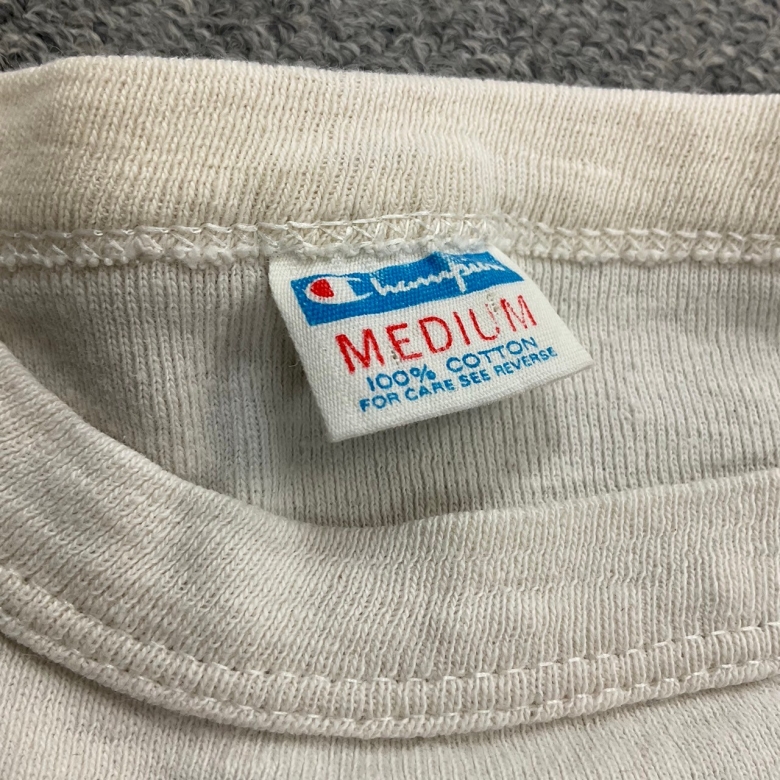 Champion
MEDIUM
100% COTTON
FOR CARE SEE REVERSE